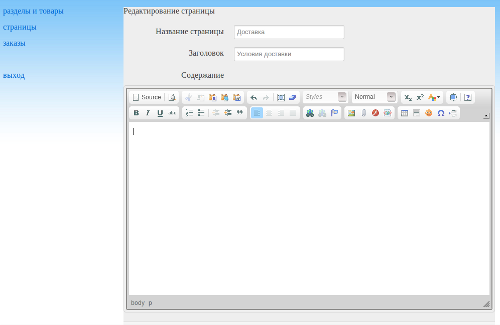 разделы и товары
страницы
заказы
выход
Редактирование страницы
Название страницы Доставка
Заголовок Условия доставки
Содержание
Source Styles Normal
body p